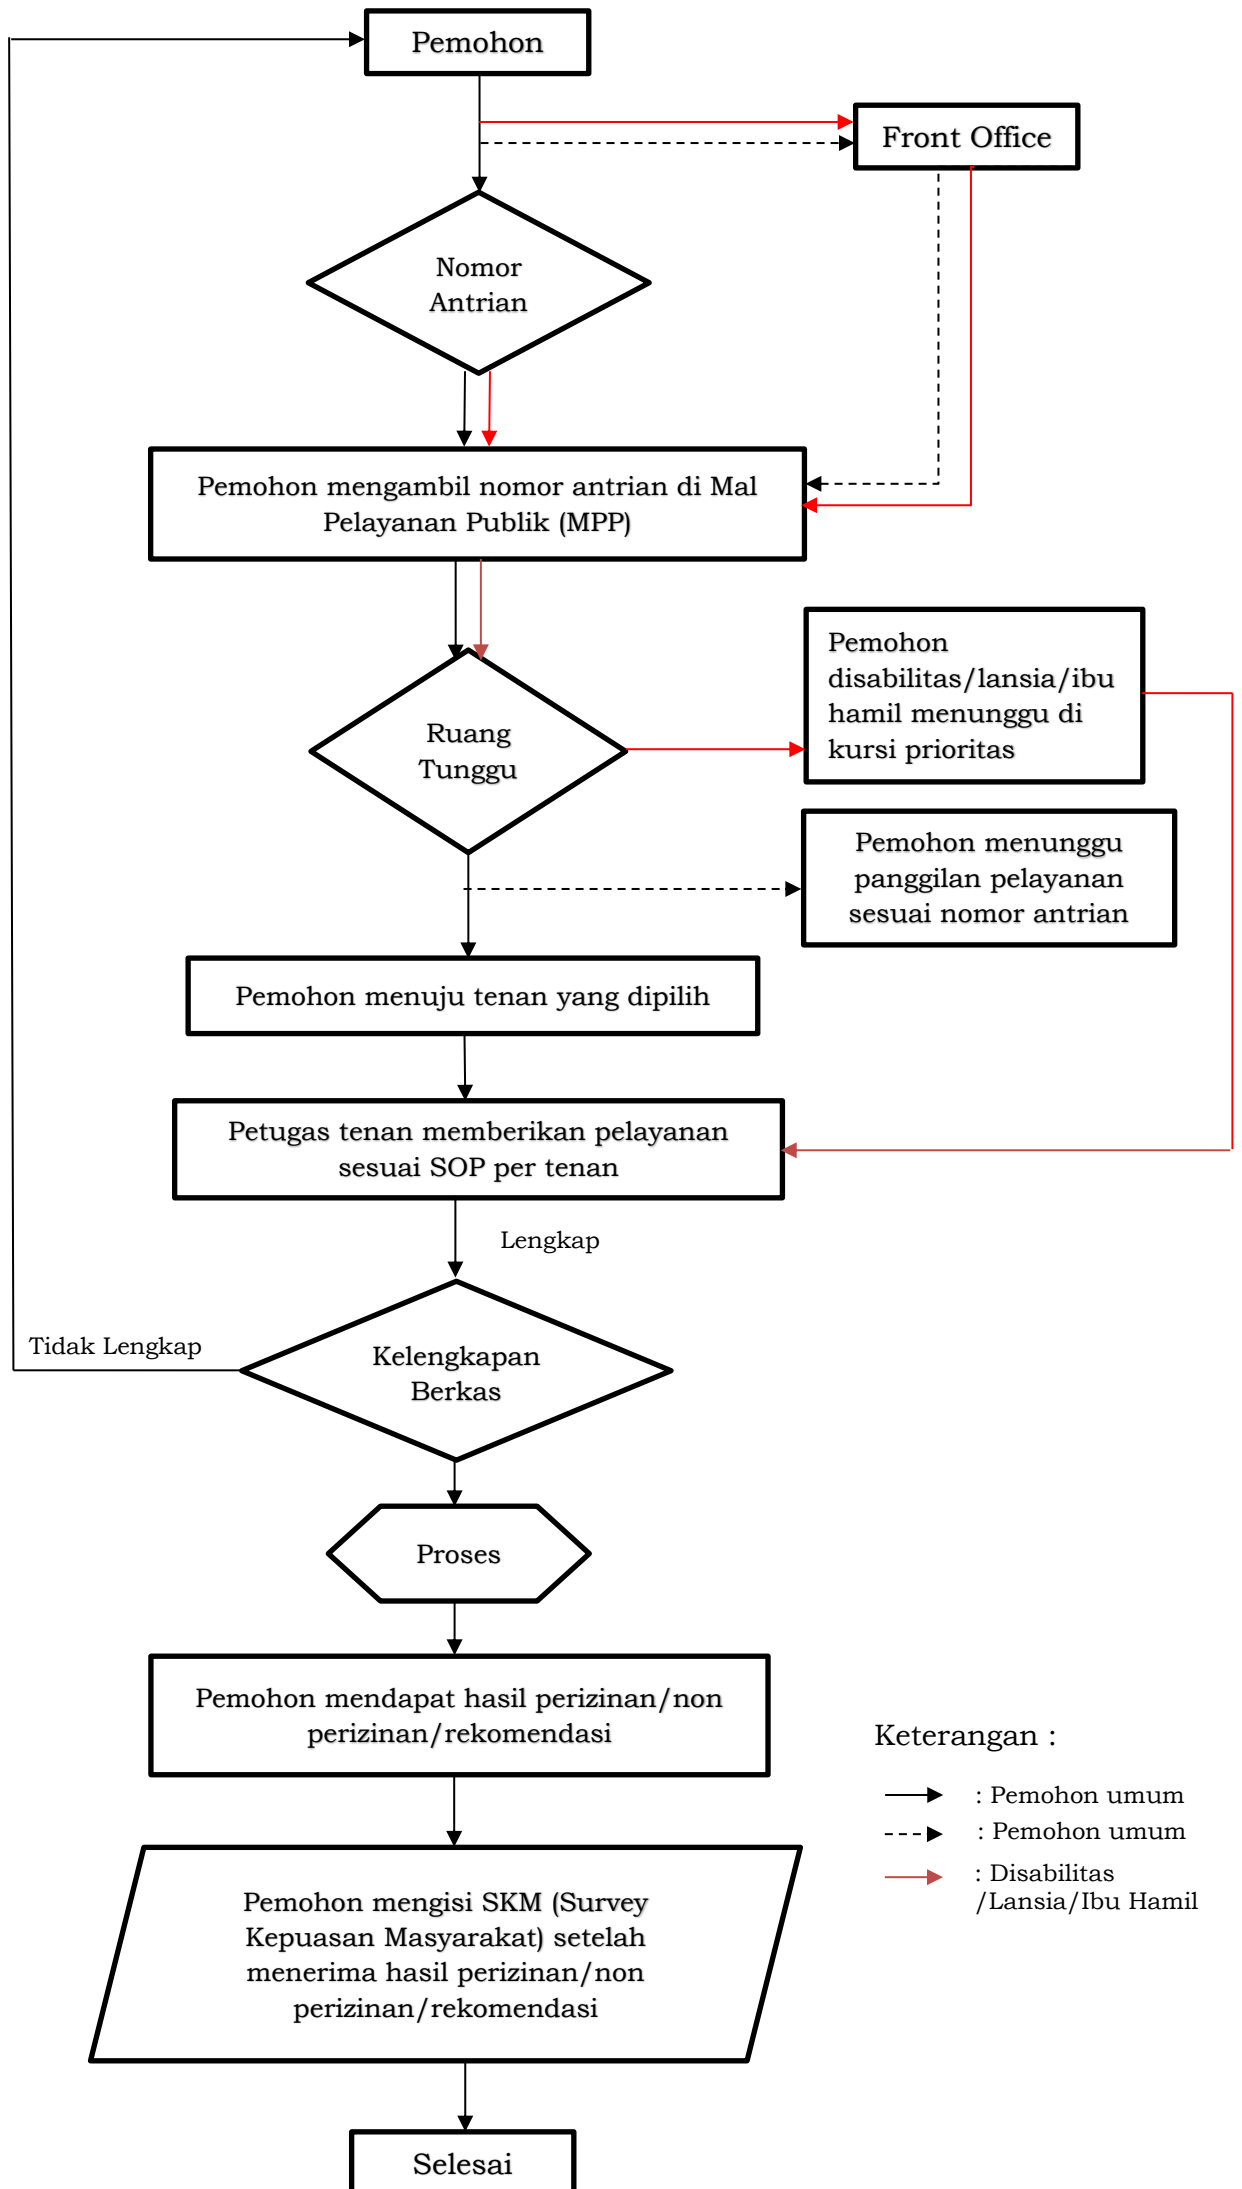 Pemohon
Front Office
Nomor
Antrian
Pemohon mengambil nomor antrian di Mal
Pelayanan Publik (MPP)
Pemohon
disabilitas/lansia/ibu
hamil menunggu di
kursi prioritas
Ruang
Tunggu
Pemohon menunggu
panggilan pelayanan
sesuai nomor antrian
Pemohon menuju tenan yang dipilih
Petugas tenan memberikan pelayanan
sesuai SOP per tenan
Lengkap
Tidak Lengkap
Kelengkapan
Berkas
Proses
Pemohon mendapat hasil perizinan/non
perizinan/rekomendasi
Keterangan :
: Pemohon umum
: Pemohon umum
: Disabilitas
/Lansia/Ibu Hamil
Pemohon mengisi SKM (Survey
Kepuasan Masyarakat) setelah
menerima hasil perizinan/non
perizinan/rekomendasi
Selesai